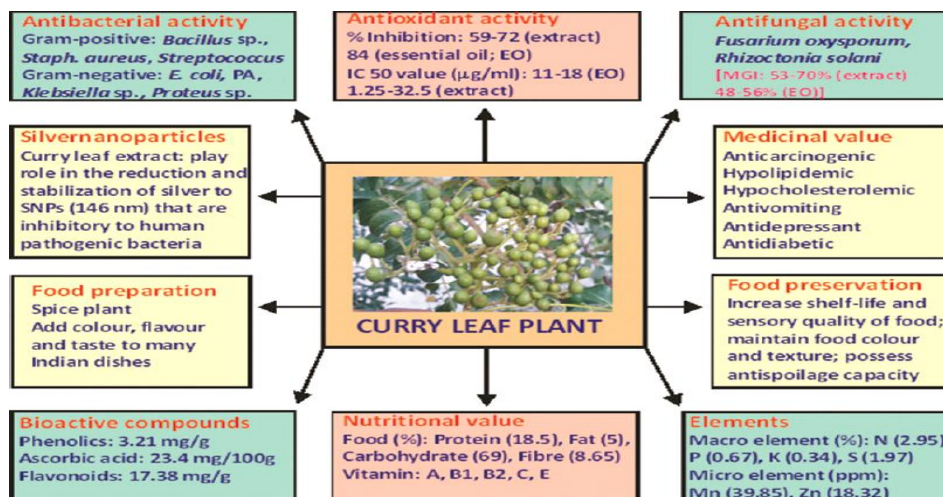 Antibacterial activity
Gram-positive: Bacillus sp.,
Staph. aureus, Streptococcus
Gram-negative: E. coli, PA,
Klebsiella sp., Proteus sp.
Antioxidant activity
% Inhibition: 59-72 (extract)
84 (essential oil; EO)
IC 50 value (μg/ml): 11-18 (EO)
1.25-32.5 (extract)
Antifungal activity
Fusarium oxysporum,
Rhizoctonia solani
[MGI: 53-70% (extract)
48-56% (EO)]
Silvernanoparticles
Curry leaf extract: play
role in the reduction and
stabilization of silver to
SNPs (146 nm) that are
inhibitory to human
pathogenic bacteria
Medicinal value
Anticarcinogenic
Hypolipidemic
Hypocholesterolemic
Antivomiting
Antidepressant
Antidiabetic
Food preparation
Spice plant
Add colour, flavour
and taste to many
Indian dishes
CURRY LEAF PLANT
Food preservation
Increase shelf-life and
sensory quality of food;
maintain food colour
and texture; possess
antispoilage capacity
Bioactive compounds
Phenolics: 3.21 mg/g
Ascorbic acid: 23.4 mg/100g
Flavonoids: 17.38 mg/g
Nutritional value
Food (%): Protein (18.5), Fat (5),
Carbohydrate (69), Fibre (8.65)
Vitamin: A, B1, B2, C, E
Elements
Macro element (%): N (2.95)
P (0.67), K (0.34), S (1.97)
Micro element (ppm):
Mn (39.85), Zn (18.32)